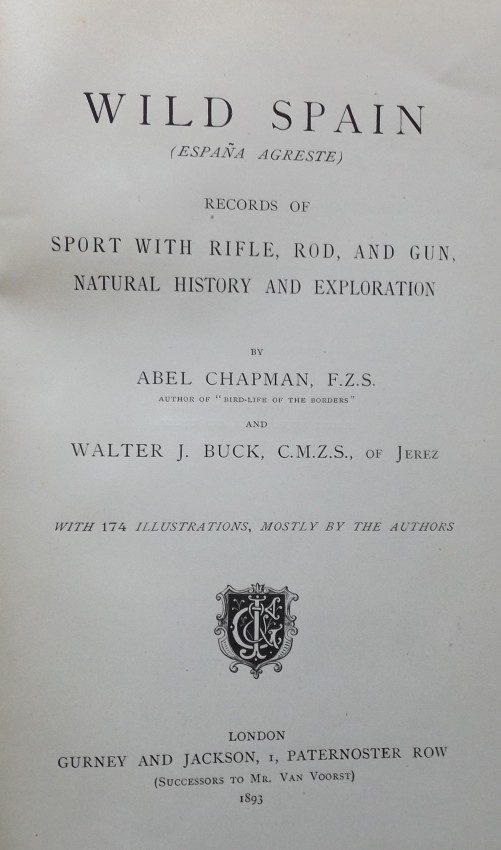 WILD SPAIN
(ESPAÑA AGRESTE)
RECORDS OF
SPORT WITH RIFLE, ROD, AND GUN,
NATURAL HISTORY AND EXPLORATION
BY
ABEL CHAPMAN, F.Z.S.
AUTHOR OF "BIRD-LIFE OF THE BORDERS"
AND
WALTER J. BUCK, C.M.Z.S., OF JEREZ
WITH 174 ILLUSTRATIONS, MOSTLY BY THE AUTHORS
LONDON
GURNEY AND JACKSON, 1, PATERNOSTER ROW
(SUCCESSORS TO MR. VAN VOORST)
1893